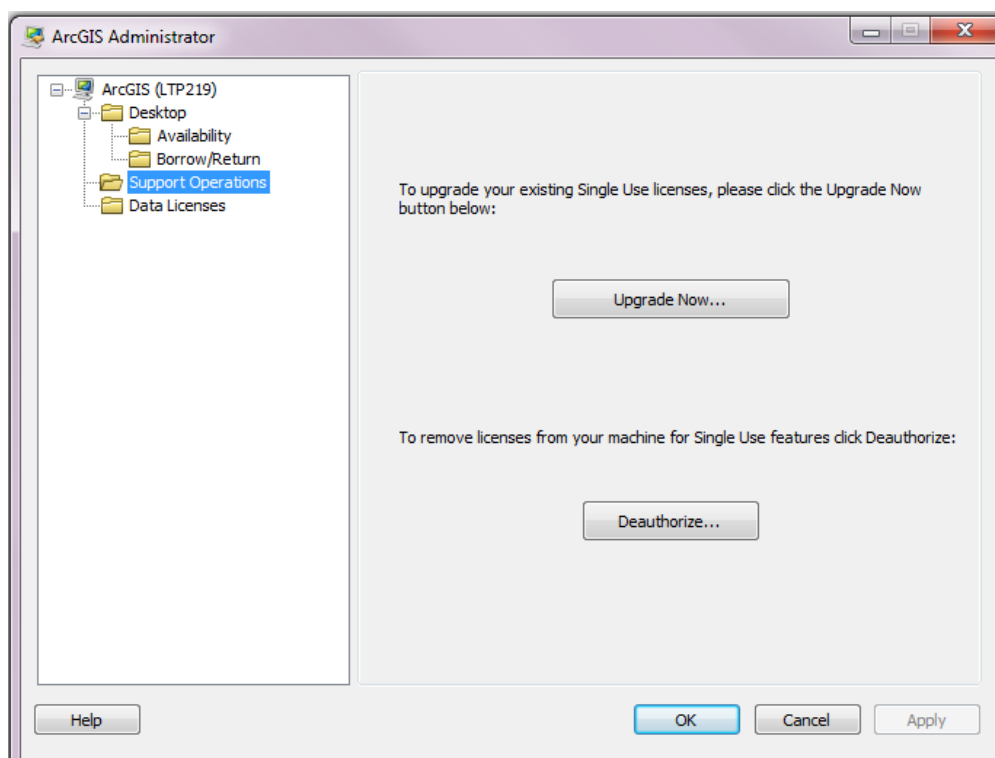 ArcGIS Administrator
ArcGIS (LTP219)
Desktop
Availability
Borrow/Return
Support Operations
Data Licenses
To upgrade your existing Single Use licenses, please click the Upgrade Now
button below:
Upgrade Now...
To remove licenses from your machine for Single Use features click Deauthorize:
Deauthorize...
Help
OK
Cancel
Apply